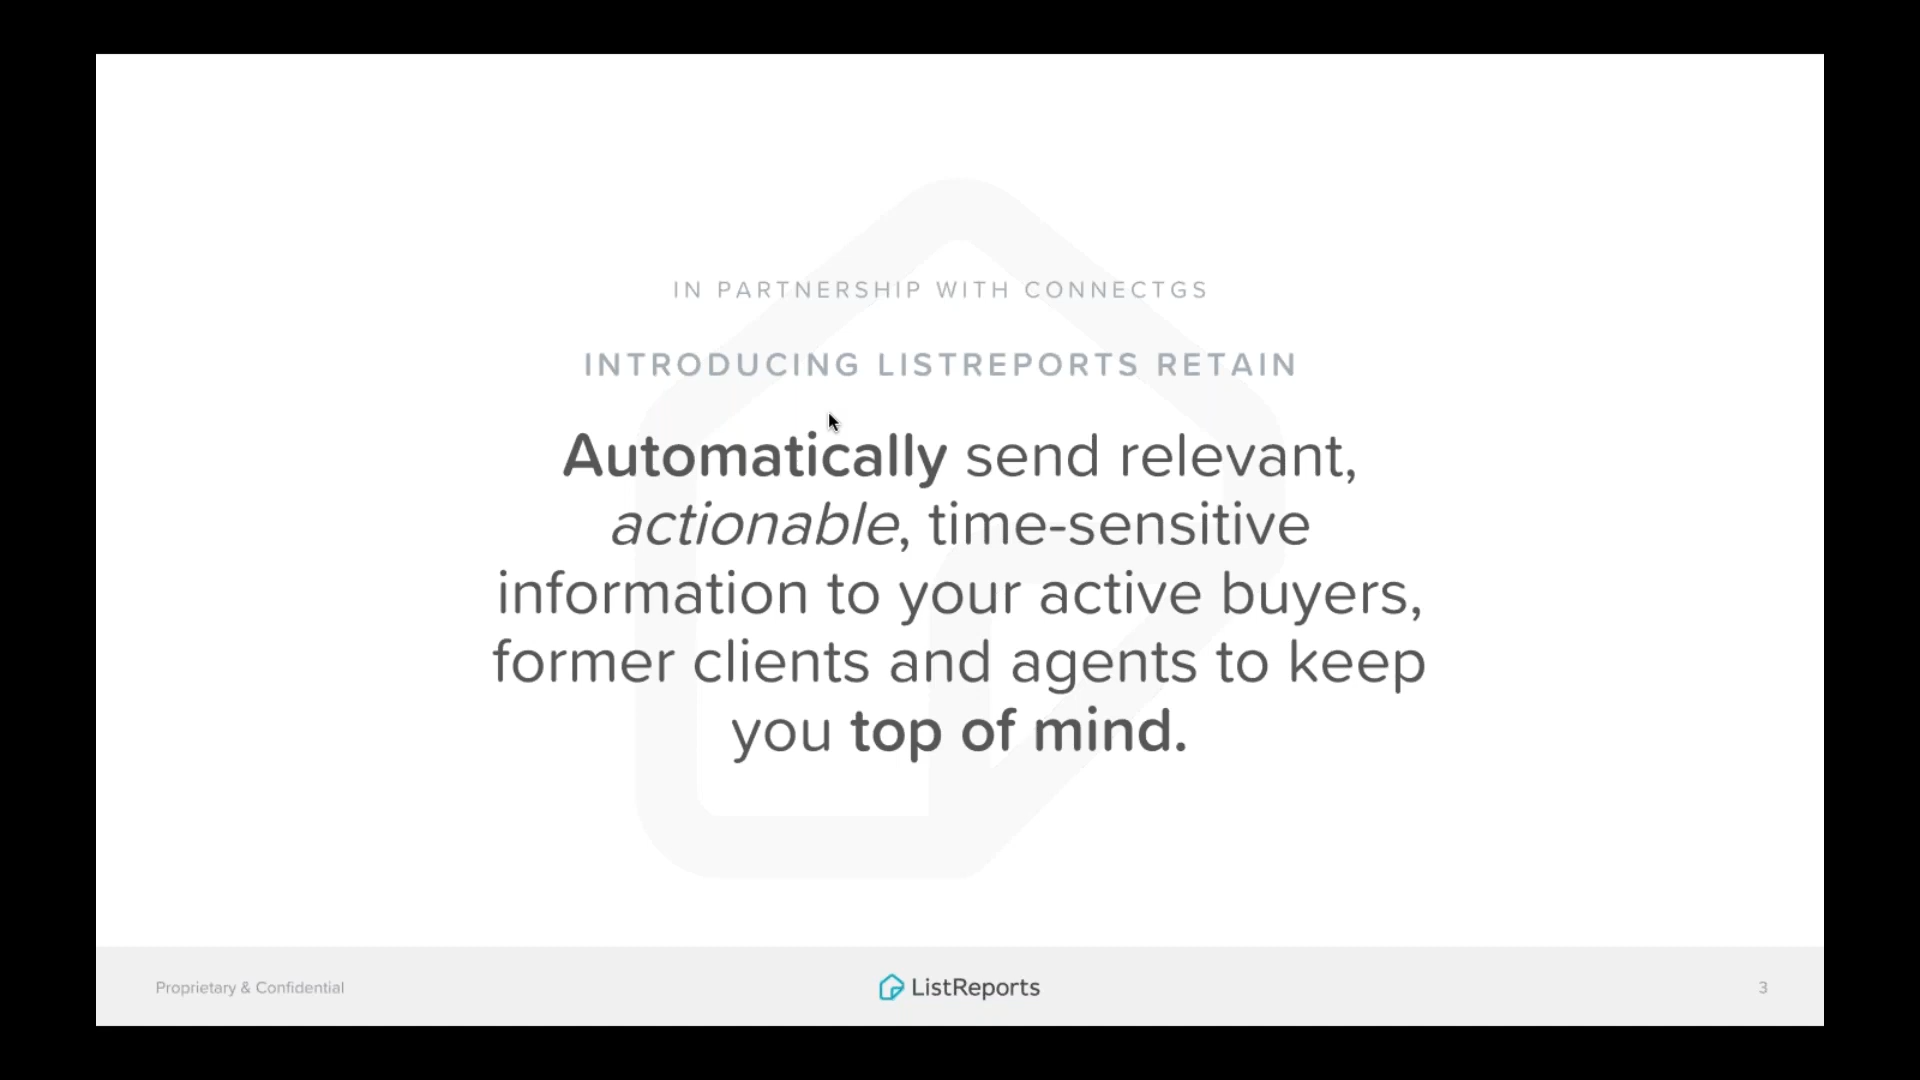 IN PARTNERSHIP WITH CONNECTGS
INTRODUCING LISTREPORTS RETAIN
Automatically send relevant,
actionable, time-sensitive
information to your active buyers,
former clients and agents to keep
you top of mind.
Proprietary & Confidential
ListReports
3